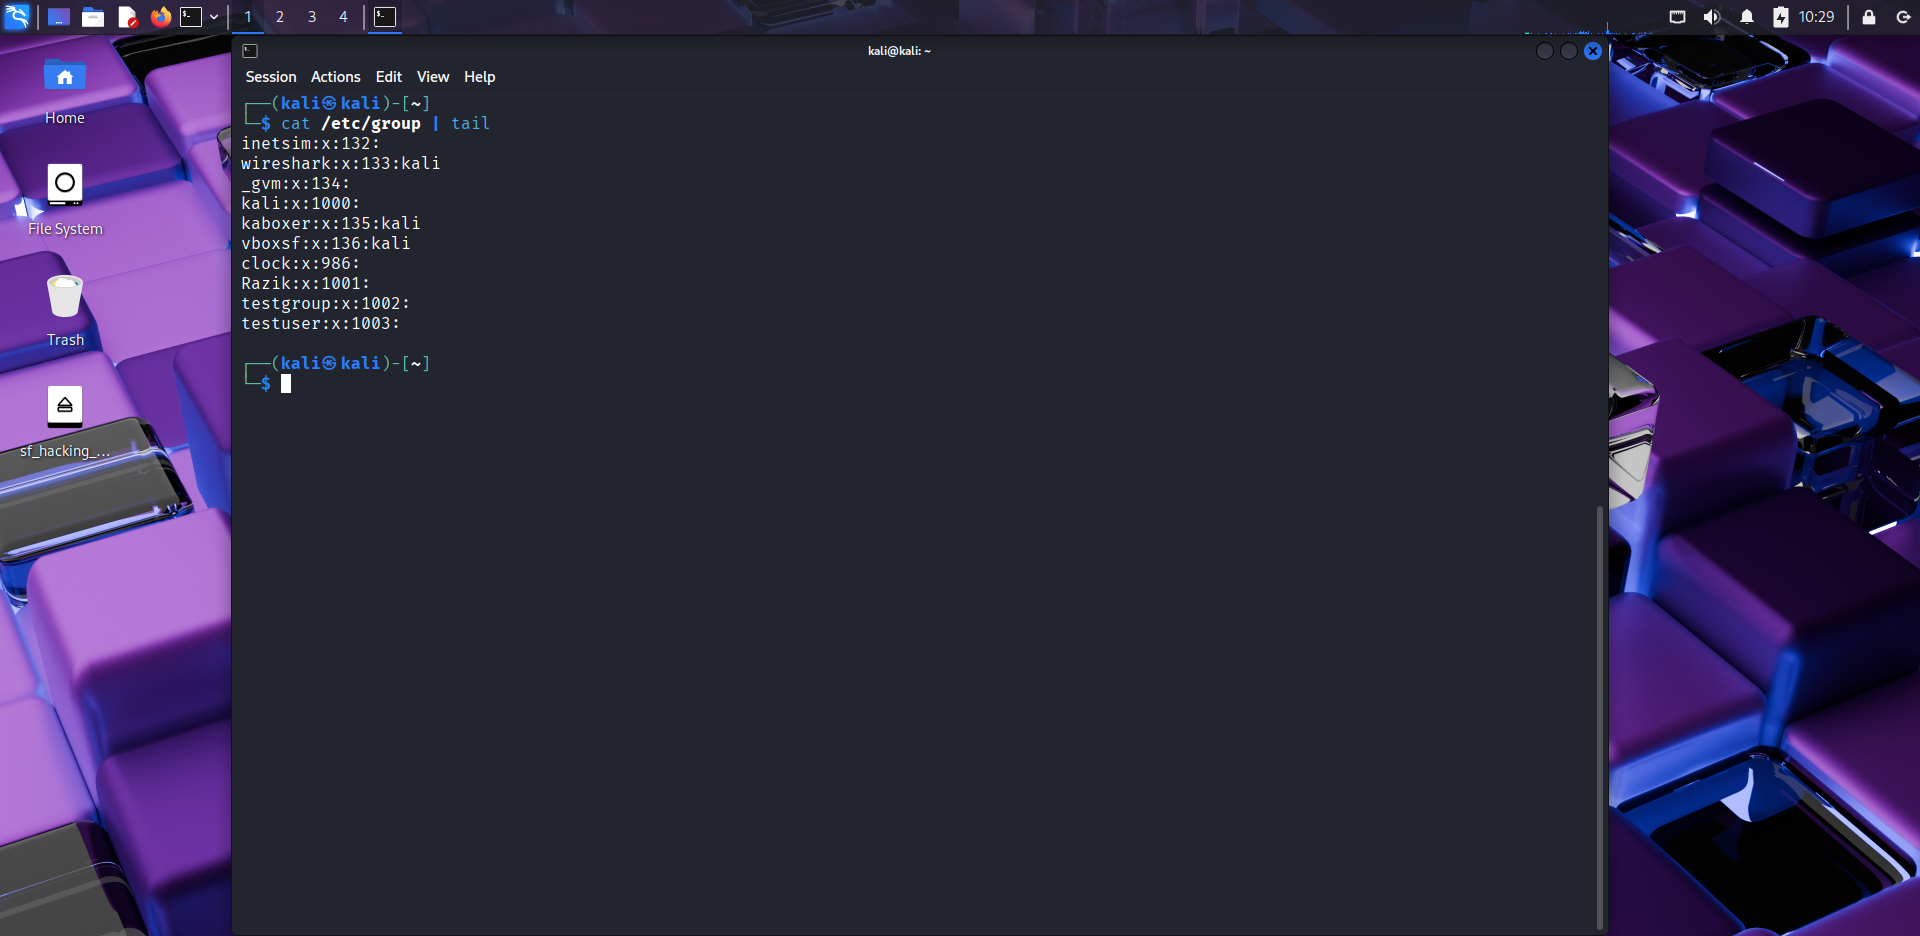 1 2 3 4 10:29
kali@kali: ~
Session Actions Edit View Help
┌──(kali㉿kali)-[~]
└─$ cat /etc/group | tail
inetsim:x:132:
wireshark:x:133:kali
_gvm:x:134:
kali:x:1000:
kaboxer:x:135:kali
vboxsf:x:136:kali
clock:x:986:
Razik:x:1001:
testgroup:x:1002:
testuser:x:1003:
┌──(kali㉿kali)-[~]
└─$
Home
File System
Trash
sf_hacking_...